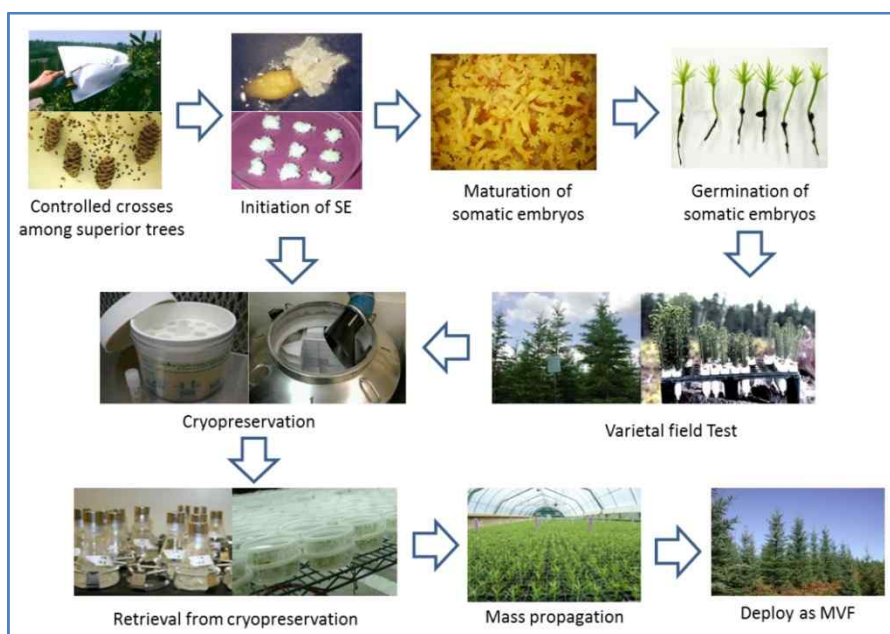 Controlled crosses
among superior trees
Initiation of SE
Maturation of
somatic embryos
Germination of
somatic embryos
Cryopreservation
Varietal field Test
Retrieval from cryopreservation
Mass propagation
Deploy as MVF